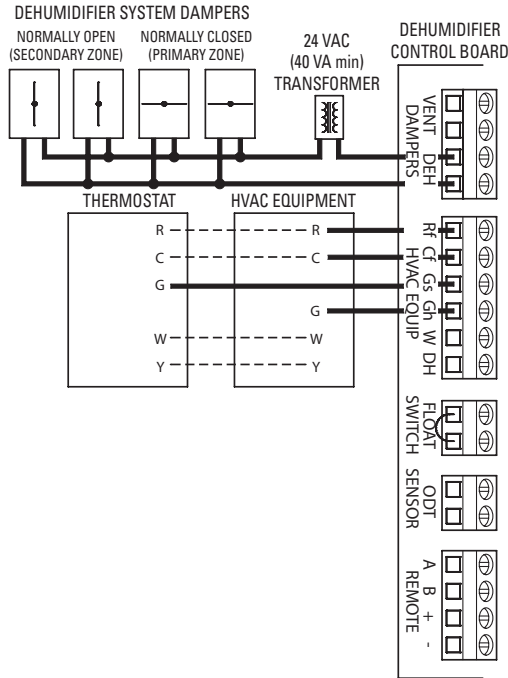 DEHUMIDIFIER SYSTEM DAMPERS
NORMALLY OPEN
(SECONDARY ZONE)
NORMALLY CLOSED
(PRIMARY ZONE)
24 VAC
(40 VA min)
TRANSFORMER
DEHUMIDIFIER
CONTROL BOARD
VENT DEH
DAMPERS
THERMOSTAT
HVAC EQUIPMENT
R R
C C
G
G
W W
Y Y
Rf Cf Gs Gh W DH
HVAC EQUIP
FLOAT
SWITCH
ODT
SENSOR
A B + -
REMOTE